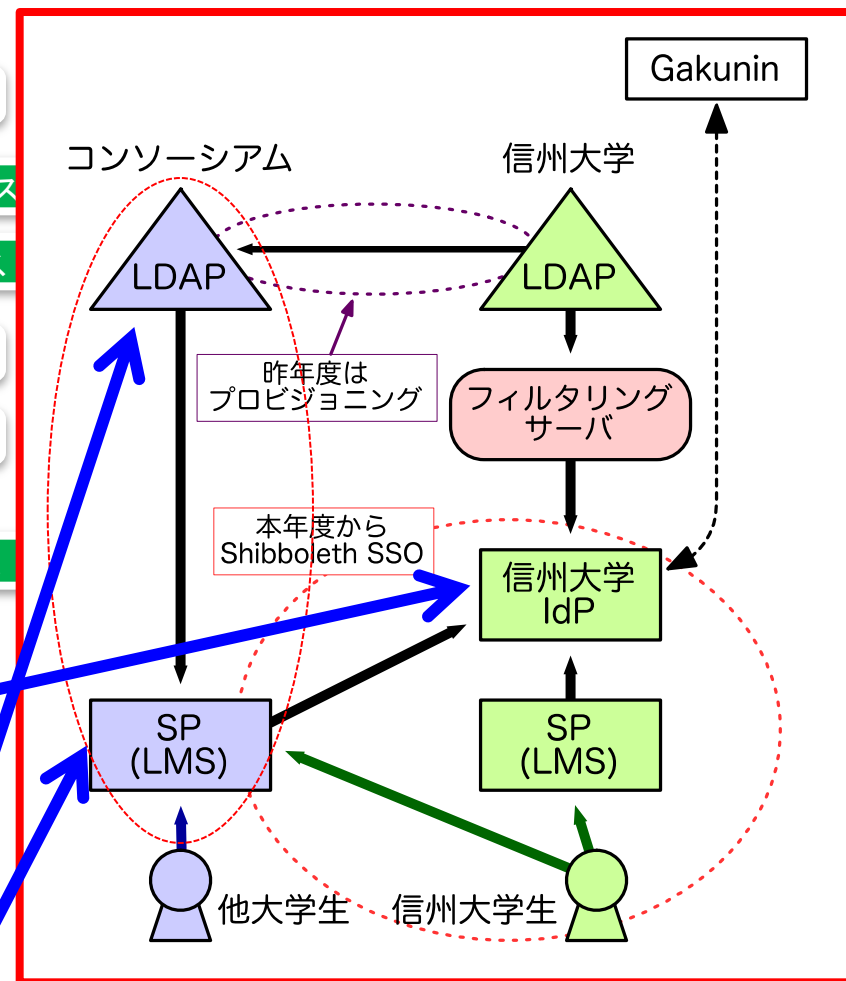 Gakunin
コンソーシアム
信州大学
ス
LDAP
LDAP
昨年度は
プロビジョニング
フィルタリング
サーバ
本年度から
Shibboleth SSO
信州大学
IdP
SP
(LMS)
SP
(LMS)
他大学生
信州大学生